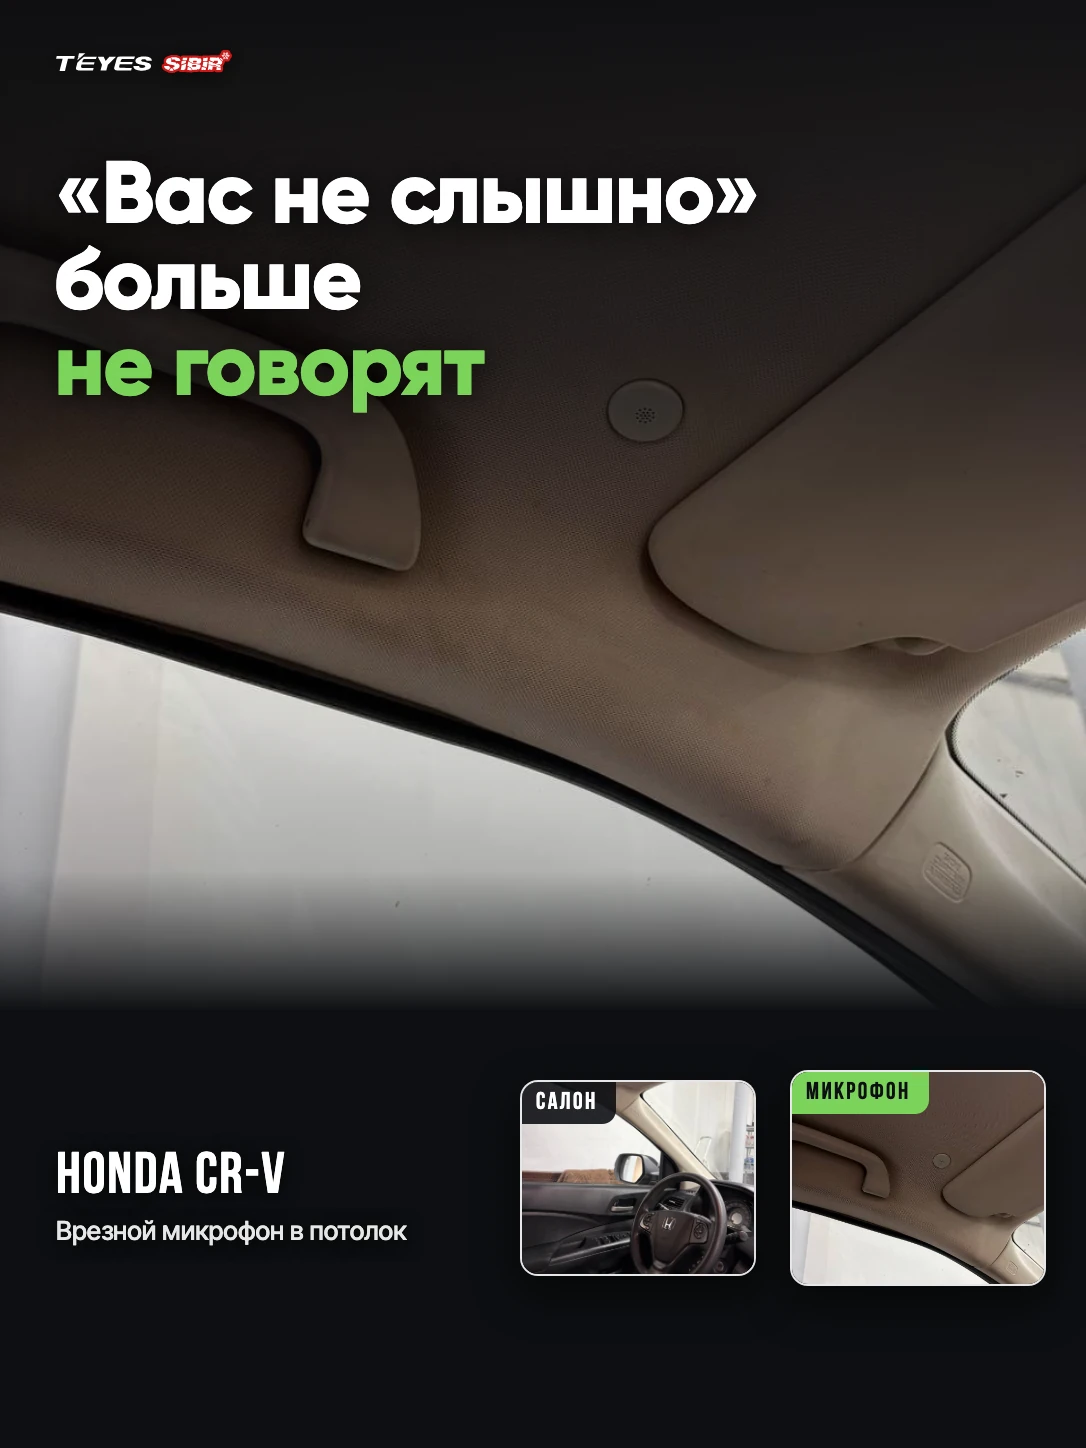 TEYES SIBIR
«Вас не слышно»
больше
не говорят
САЛОН
МИКРОФОН
HONDA CR-V
Врезной микрофон в потолок